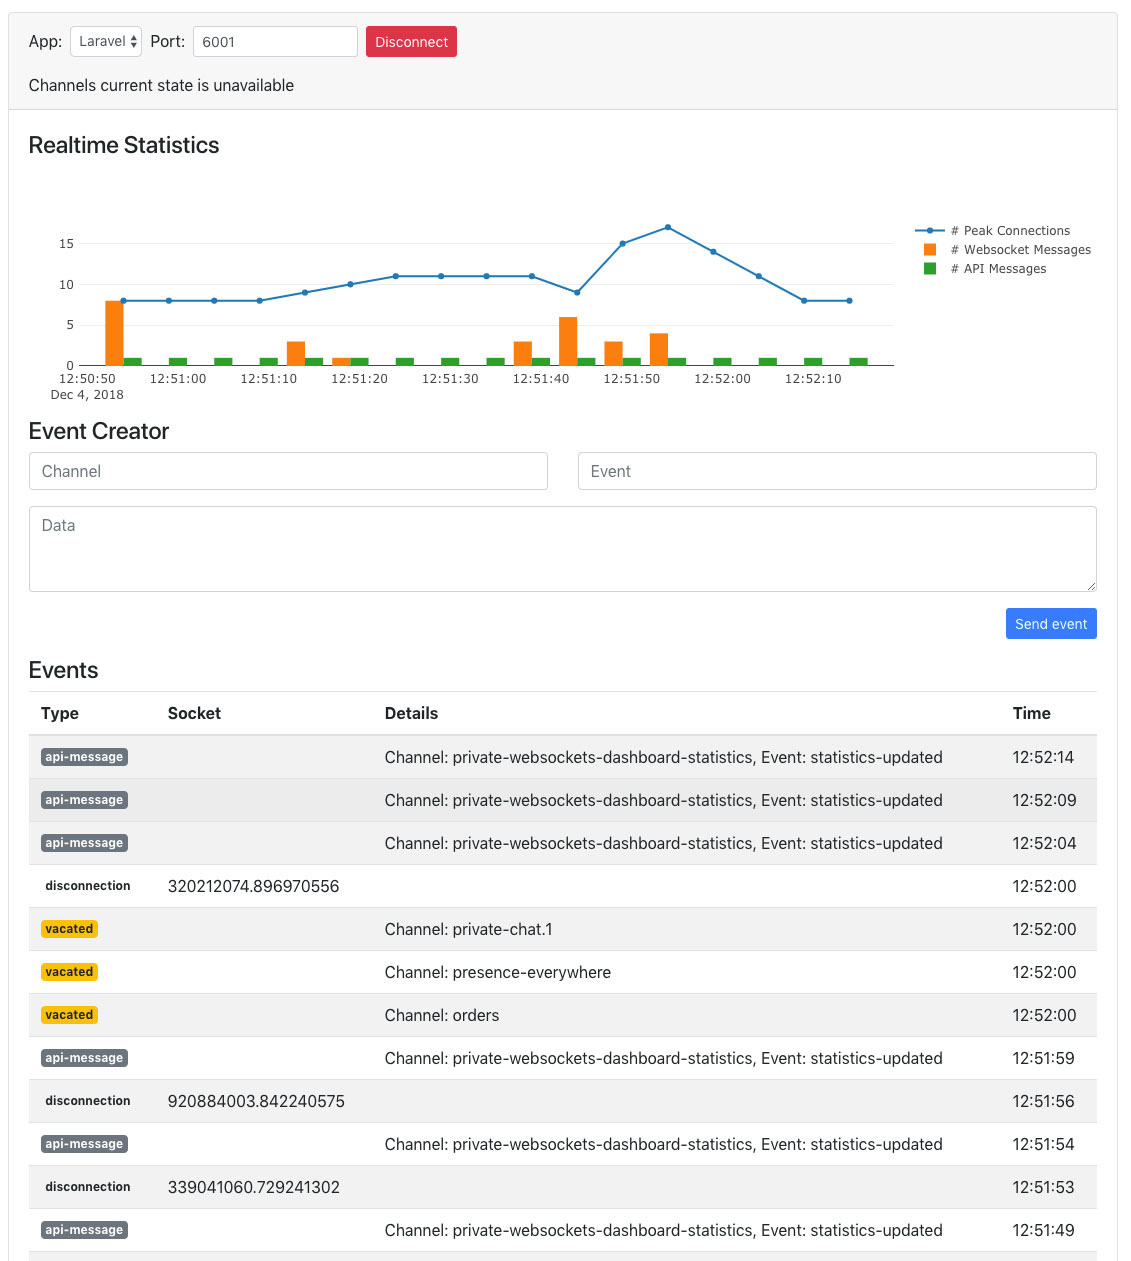 App: Laravel Port: 6001 Disconnect
Channels current state is unavailable
Realtime Statistics
15
10
5
0
12:50:50 12:51:00 12:51:10 12:51:20 12:51:30 12:51:40 12:51:50 12:52:00 12:52:10
Dec 4, 2018
# Peak Connections
# Websocket Messages
# API Messages
Event Creator
Channel Event
Data
Send event
Events
Type Socket Details Time
api-message Channel: private-websockets-dashboard-statistics, Event: statistics-updated 12:52:14
api-message Channel: private-websockets-dashboard-statistics, Event: statistics-updated 12:52:09
api-message Channel: private-websockets-dashboard-statistics, Event: statistics-updated 12:52:04
disconnection 320212074.896970556 12:52:00
vacated Channel: private-chat.1 12:52:00
vacated Channel: presence-everywhere 12:52:00
vacated Channel: orders 12:52:00
api-message Channel: private-websockets-dashboard-statistics, Event: statistics-updated 12:51:59
disconnection 920884003.842240575 12:51:56
api-message Channel: private-websockets-dashboard-statistics, Event: statistics-updated 12:51:54
disconnection 339041060.729241302 12:51:53
api-message Channel: private-websockets-dashboard-statistics, Event: statistics-updated 12:51:49